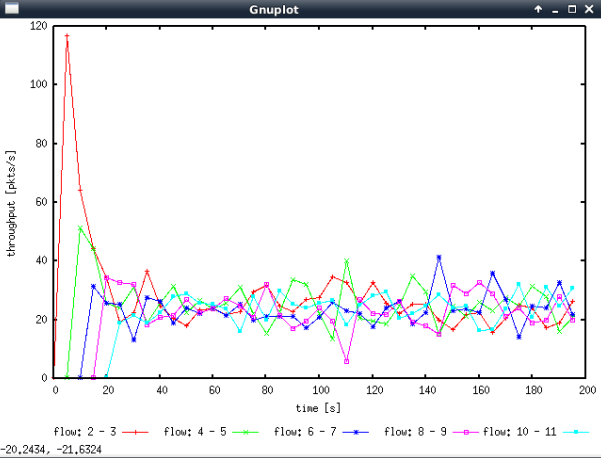 Gnuplot
120
100
80
60
40
20
0
throughput [pkts/s]
0 20 40 60 80 100 120 140 160 180 200
time [s]
flow: 2 - 3 flow: 4 - 5 flow: 6 - 7 flow: 8 - 9 flow: 10 - 11
-20.2434, -21.6324